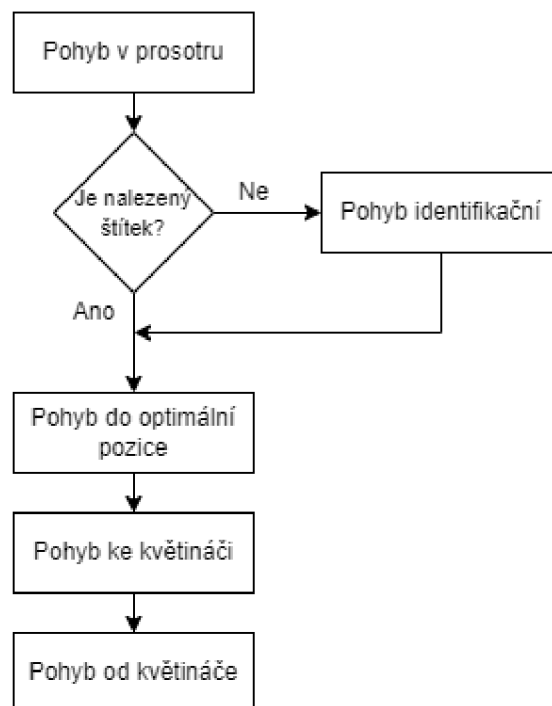 Pohyb v prosotru
Je nalezený
štítek?
Ne
Pohyb identifikační
Ano
Pohyb do optimální
pozice
Pohyb ke květináči
Pohyb od květináče